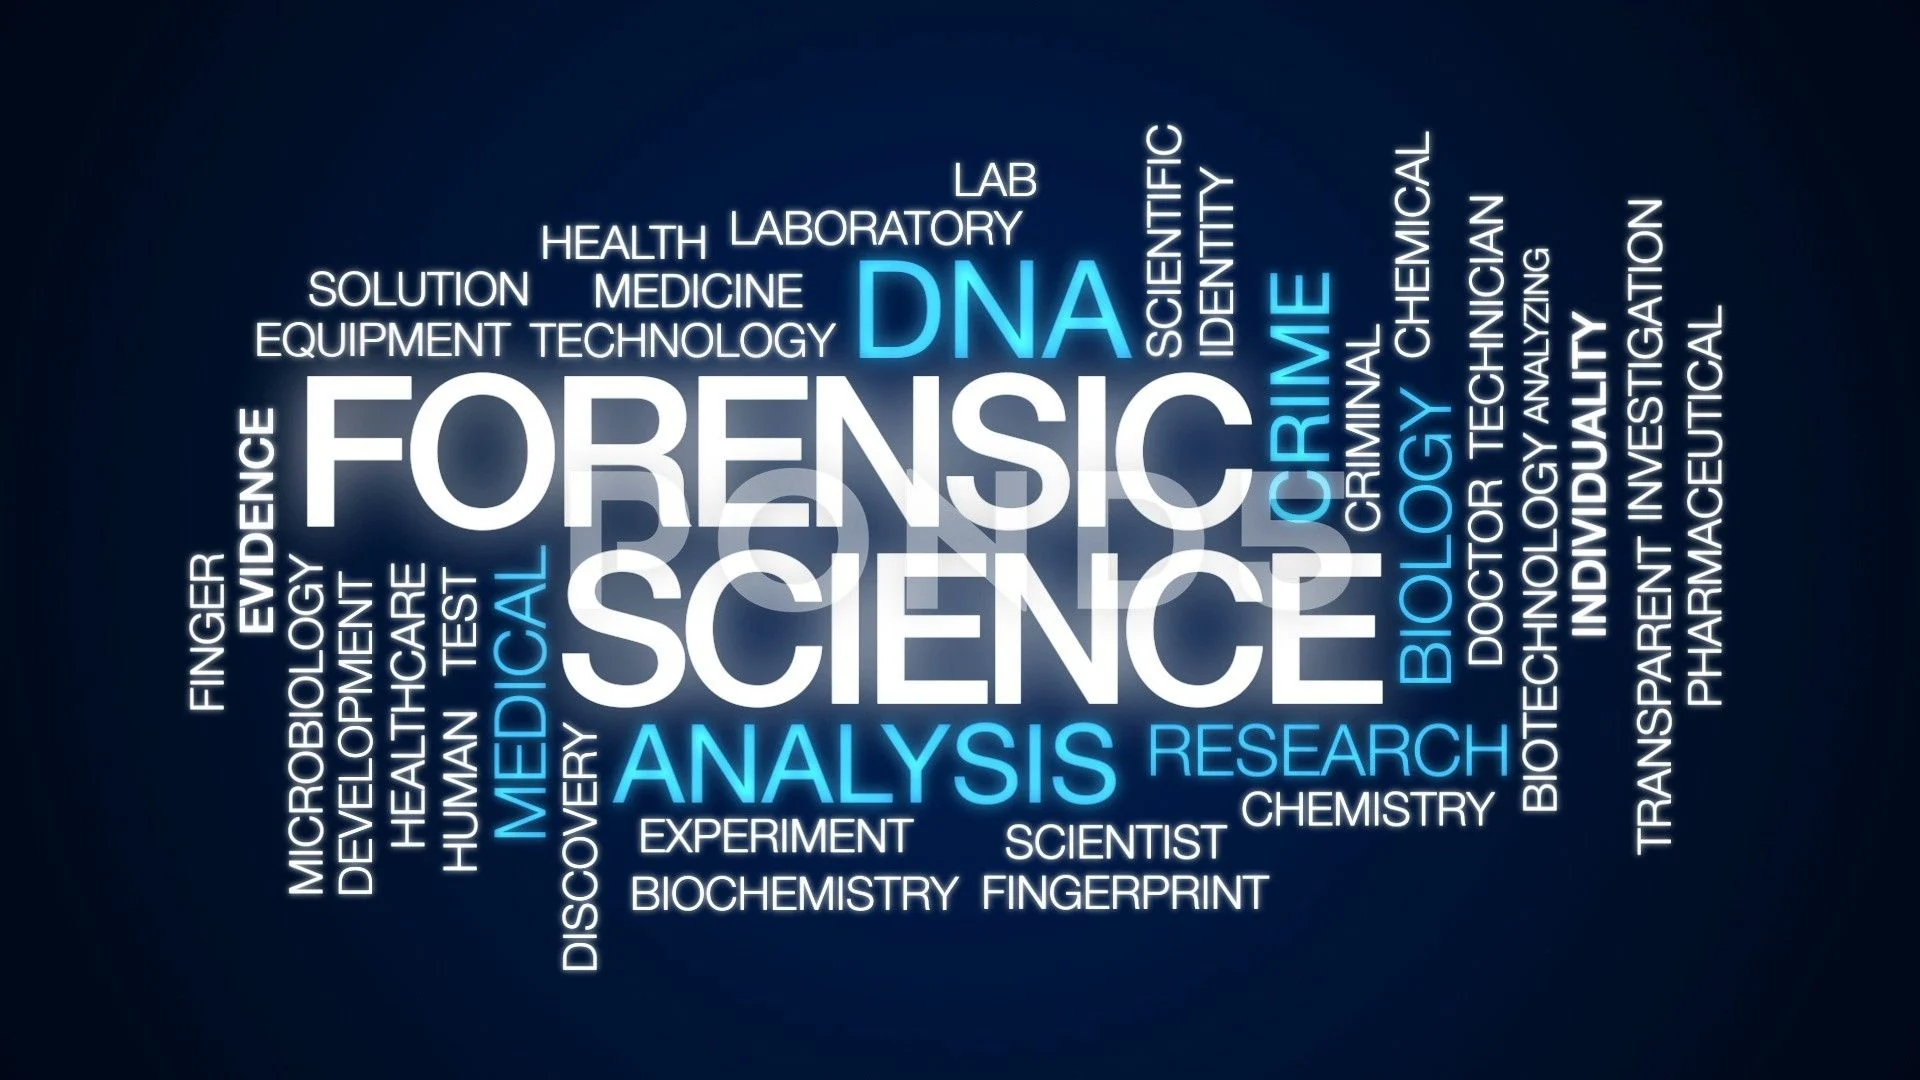 LAB
LABORATORY
HEALTH
SOLUTION
MEDICINE
DNA
EQUIPMENT
TECHNOLOGY
SCIENTIFIC
IDENTITY
CRIME
CRIMINAL
CHEMICAL
BIOLOGY
TECHNICIAN
DOCTOR
ANALYZING
BIOTECHNOLOGY
INDIVIDUALITY
INVESTIGATION
TRANSPARENT
PHARMACEUTICAL
FORENSIC
SCIENCE
POND5
FINGER
EVIDENCE
MICROBIOLOGY
DEVELOPMENT
HEALTHCARE
TEST
HUMAN
MEDICAL
DISCOVERY
ANALYSIS
RESEARCH
CHEMISTRY
EXPERIMENT
SCIENTIST
BIOCHEMISTRY
FINGERPRINT